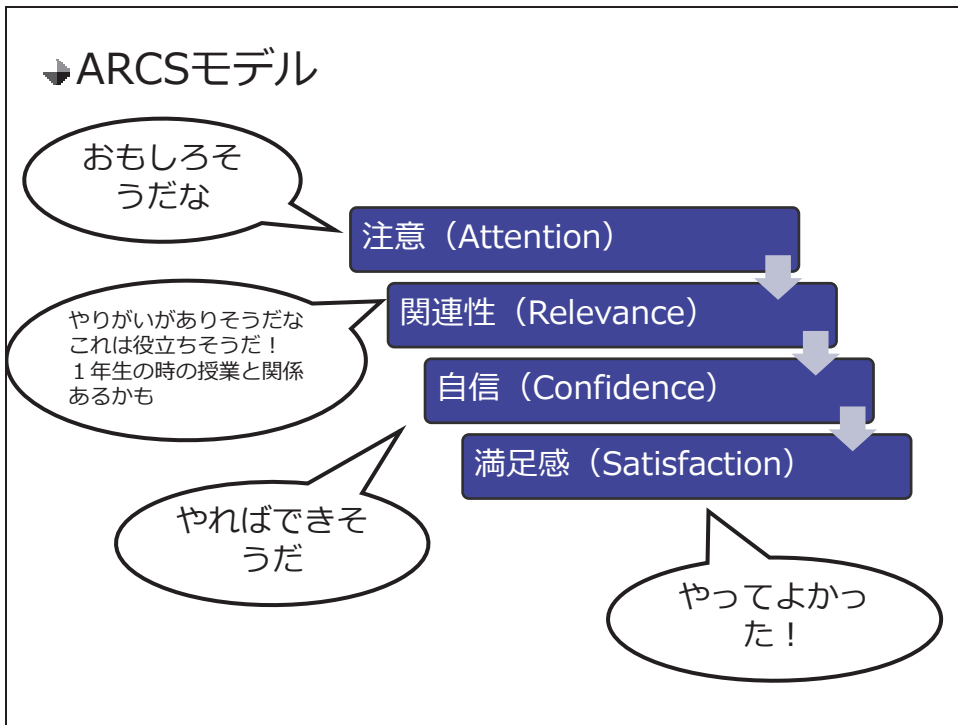 ARCSモデル
おもしろそ
うだな
注意（Attention）
やりがいがありそうだな
これは役立ちそうだ！
１年生の時の授業と関係
あるかも
関連性（Relevance）
自信（Confidence）
やればできそ
うだ
満足感（Satisfaction）
やってよかっ
た！